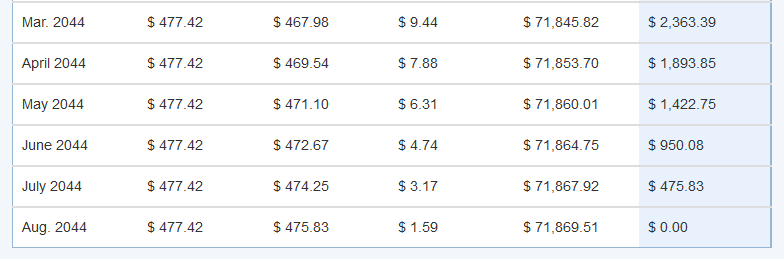 Mar. 2044 $ 477.42 $ 467.98 $ 9.44 $ 71,845.82 $ 2,363.39
April 2044 $ 477.42 $ 469.54 $ 7.88 $ 71,853.70 $ 1,893.85
May 2044 $ 477.42 $ 471.10 $ 6.31 $ 71,860.01 $ 1,422.75
June 2044 $ 477.42 $ 472.67 $ 4.74 $ 71,864.75 $ 950.08
July 2044 $ 477.42 $ 474.25 $ 3.17 $ 71,867.92 $ 475.83
Aug. 2044 $ 477.42 $ 475.83 $ 1.59 $ 71,869.51 $ 0.00